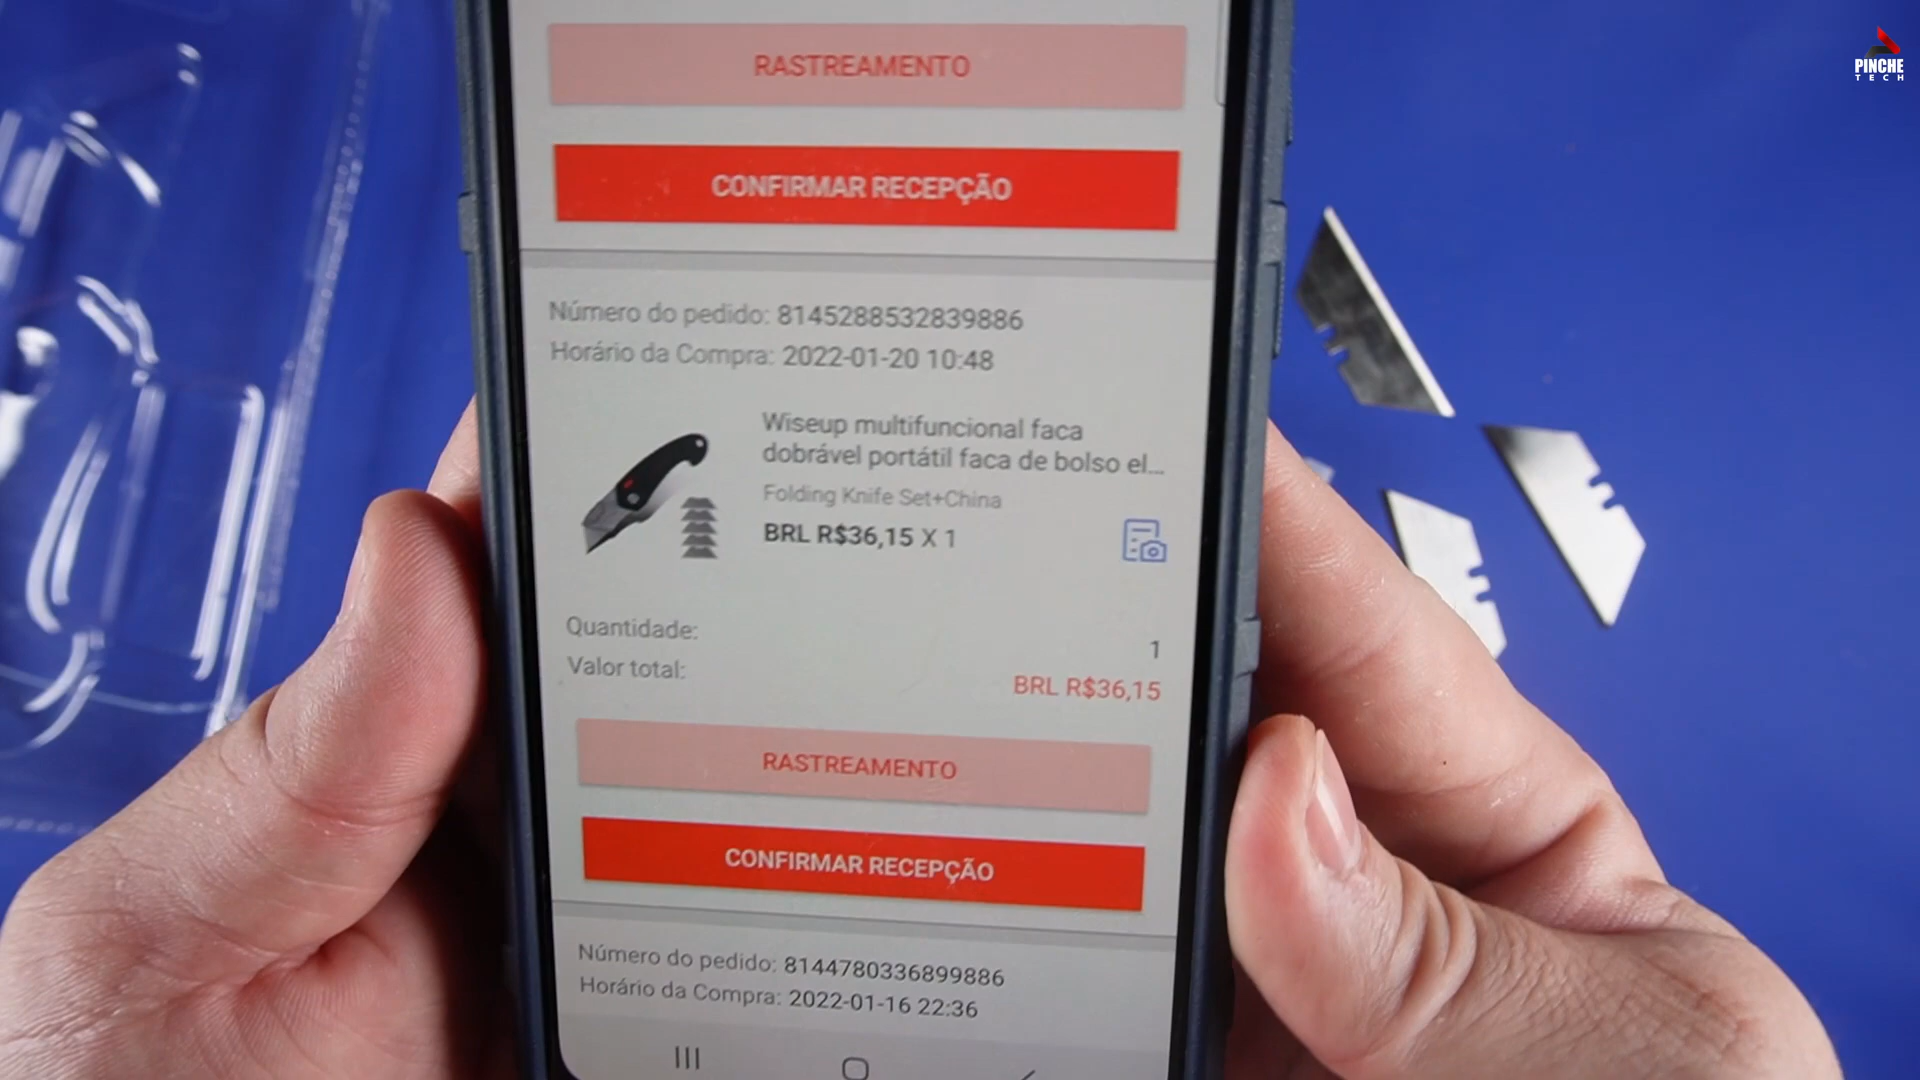 PINCHE
TECH
RASTREAMENTO
CONFIRMAR RECEPÇÃO
Número do pedido: 8145288532839886
Horário da Compra: 2022-01-20 10:48
Wiseup multifuncional faca
dobrável portátil faca de bolso el...
Folding Knife Set+China
BRL R$36,15 X 1
Quantidade:
1
Valor total:
BRL R$36,15
RASTREAMENTO
CONFIRMAR RECEPÇÃO
Número do pedido: 8144780336899886
Horário da Compra: 2022-01-16 22:36